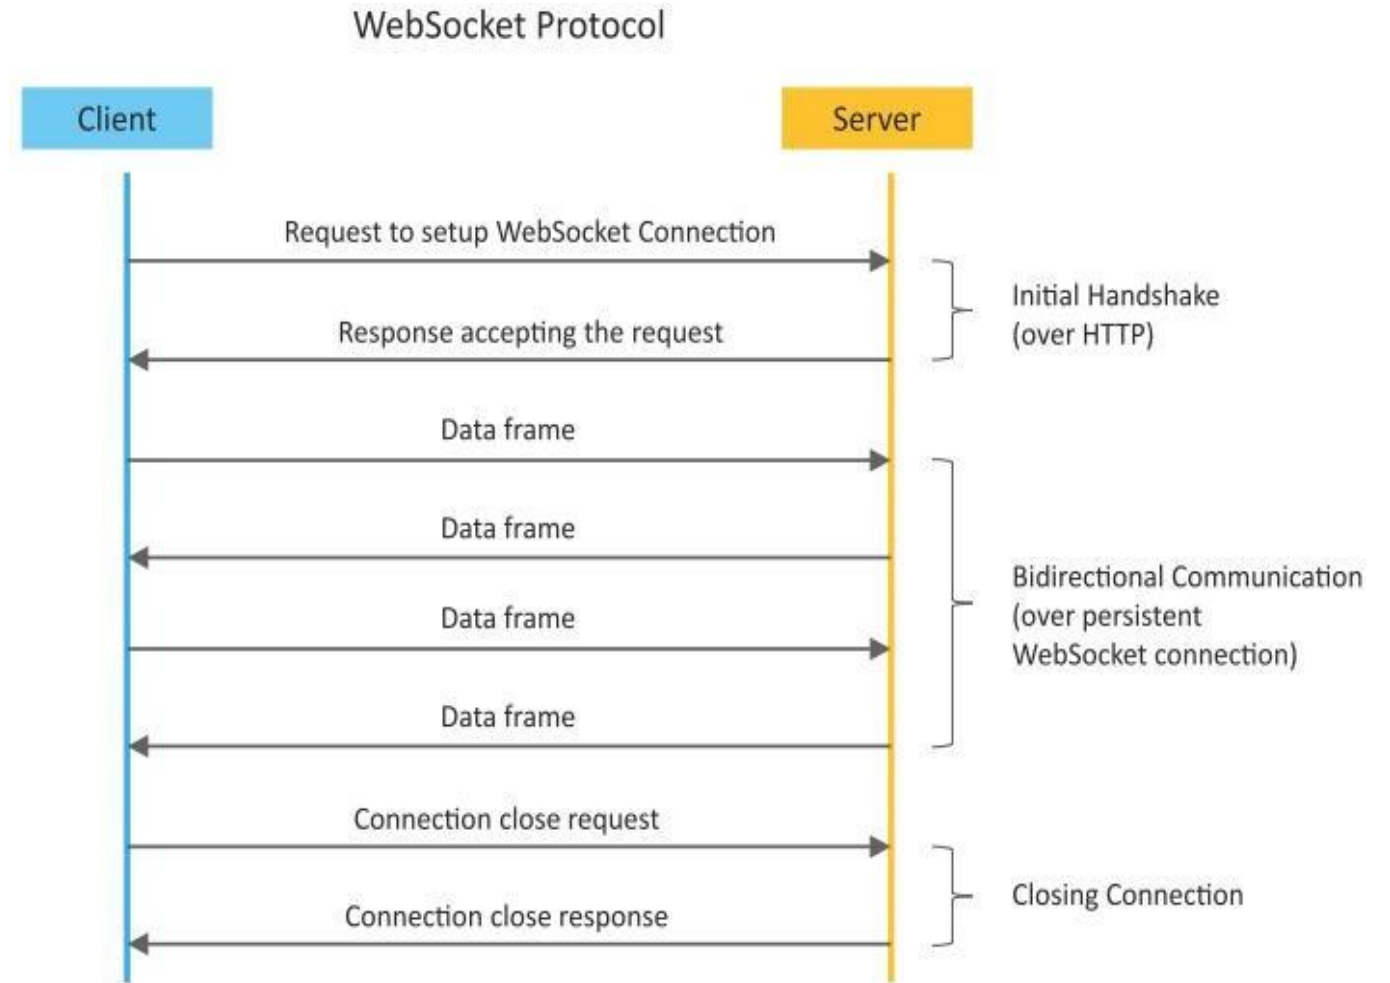 WebSocket Protocol
Client
Server
Request to setup WebSocket Connection
Response accepting the request
Initial Handshake
(over HTTP)
Data frame
Data frame
Data frame
Data frame
Bidirectional Communication
(over persistent
WebSocket connection)
Connection close request
Connection close response
Closing Connection